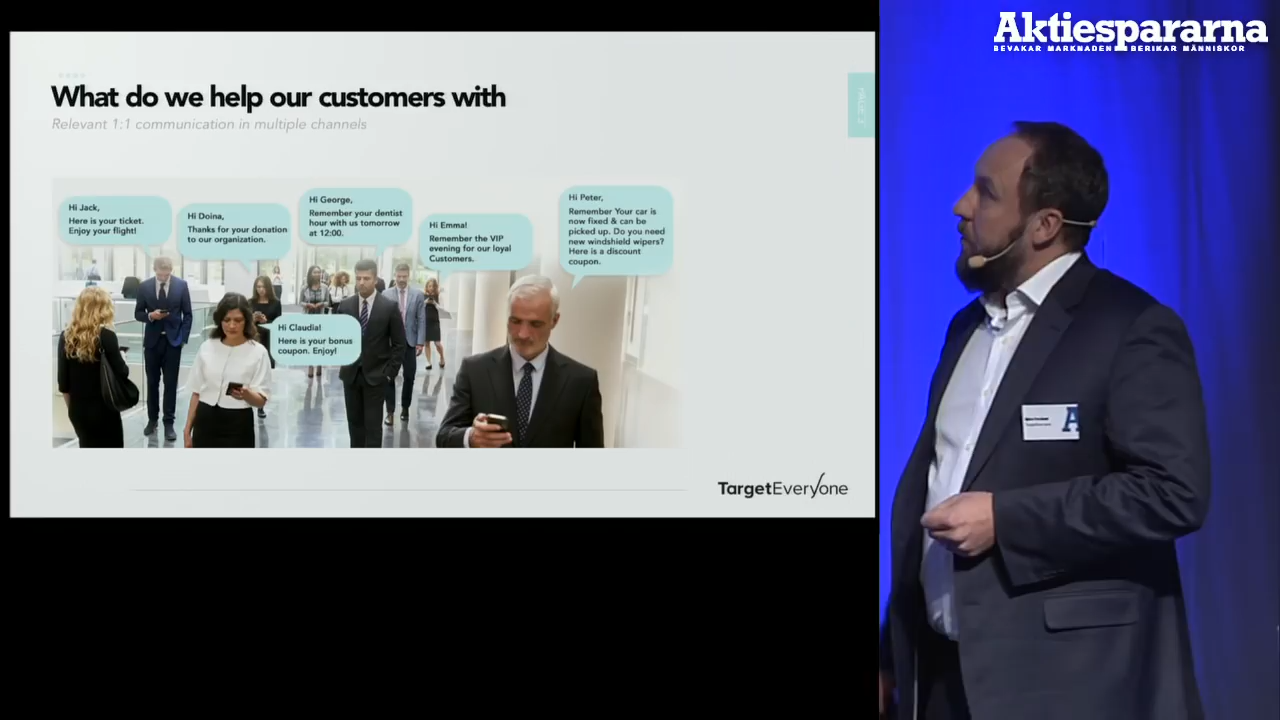 Aktiespararna
BEVAKAR MARKNADEN BERIKAR MÄNNISKOR
What do we help our customers with
Relevant 1:1 communication in multiple channels
Hi Jack,
Here is your ticket.
Enjoy your flight!
Hi Doina,
Thanks for your donation
to our organization.
Hi George,
Remember your dentist
hour with us tomorrow
at 12:00.
Hi Emma!
Remember the VIP
evening for our loyal
Customers.
Hi Peter,
Remember Your car is
now fixed & can be
picked up. Do you need
new windshield wipers?
Here is a discount
coupon.
Hi Claudia!
Here is your bonus
coupon. Enjoy!
TargetEveryone
A